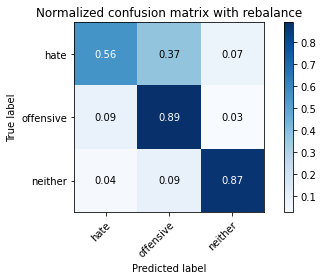 Normalized confusion matrix with rebalance
True label
hate 0.56 0.37 0.07
offensive 0.09 0.89 0.03
neither 0.04 0.09 0.87
hate offensive neither
Predicted label
0.8
0.7
0.6
0.5
0.4
0.3
0.2
0.1